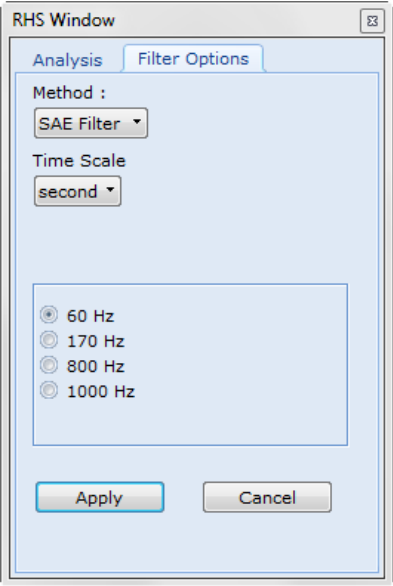 RHS Window
Analysis Filter Options
Method :
SAE Filter
Time Scale
second
60 Hz
170 Hz
800 Hz
1000 Hz
Apply Cancel